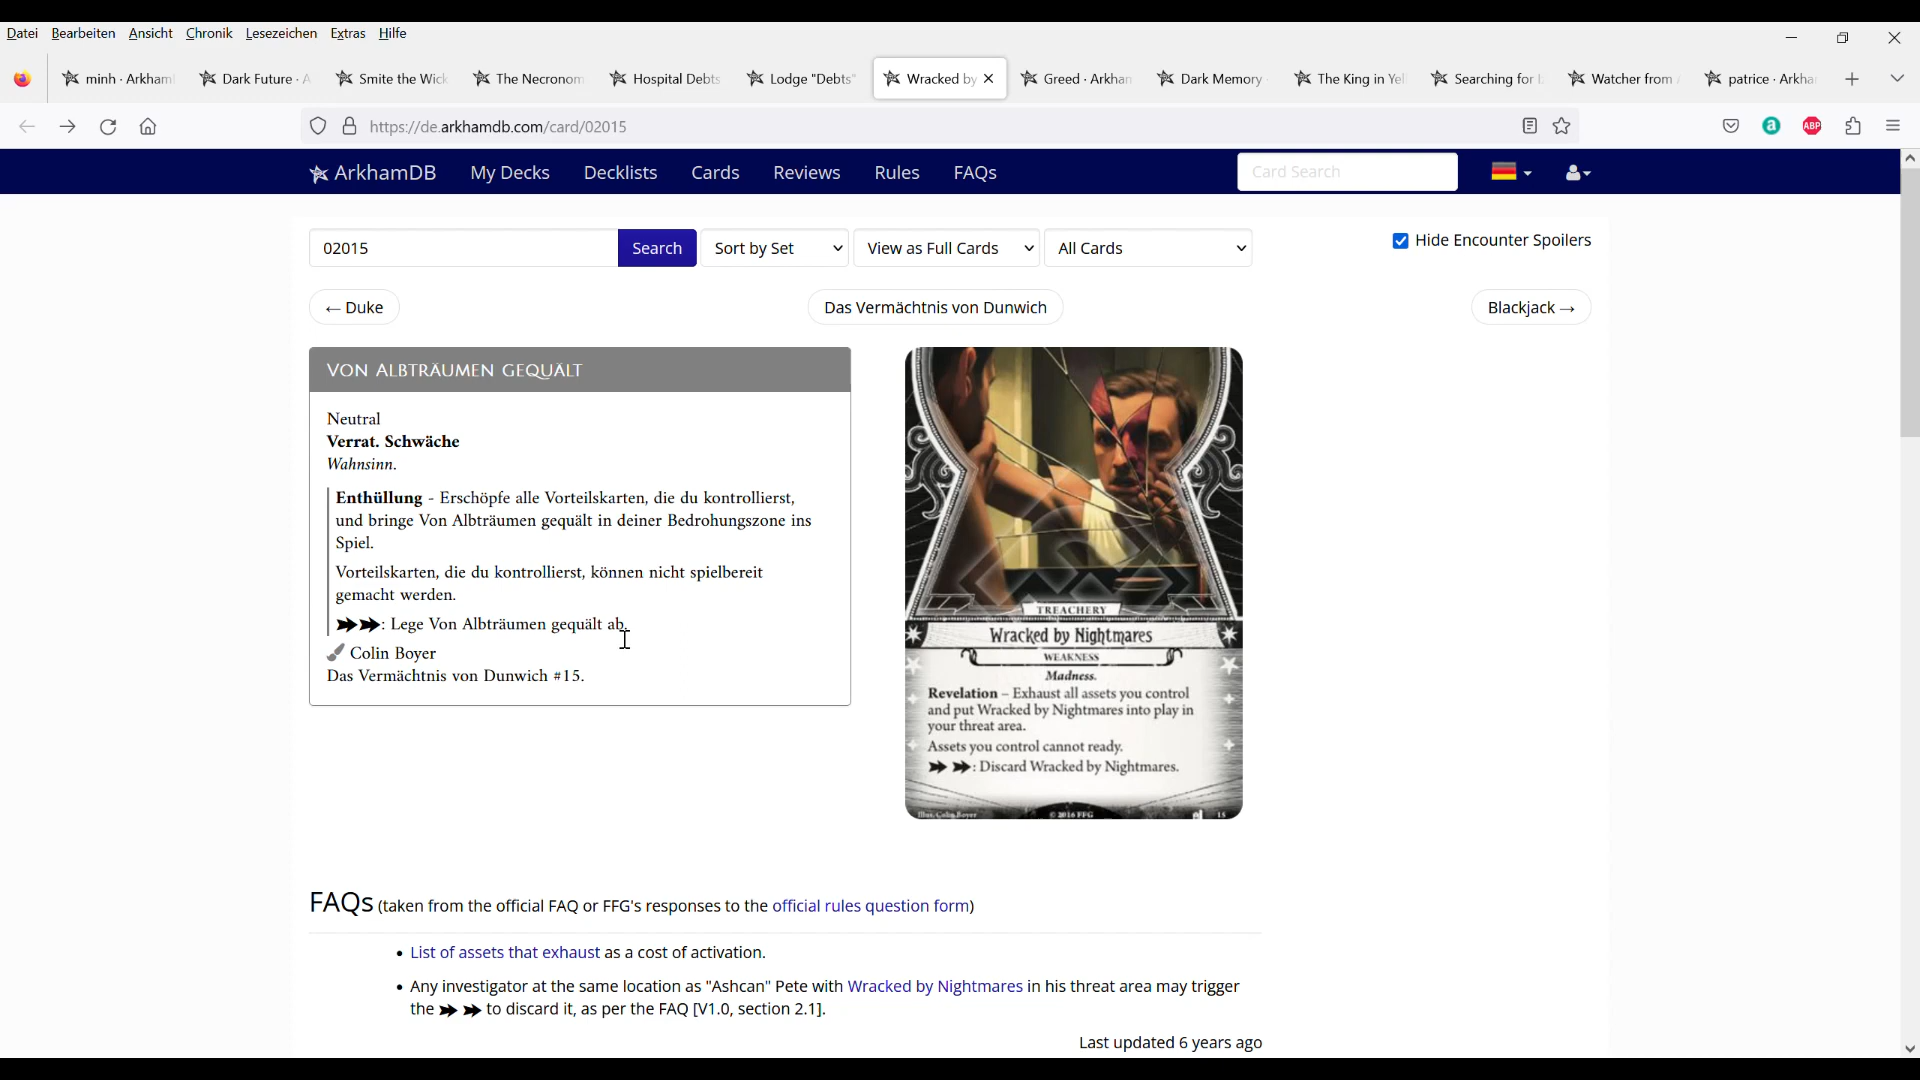 Datei Bearbeiten Ansicht Chronik Lesezeichen Extras Hilfe
minh · Arkham Dark Future · A Smite the Wick The Necronom Hospital Debts Lodge "Debts" Wracked by Greed · Arkham Dark Memory The King in Yel Searching for Watcher from patrice · Arkha
https://de.arkhamdb.com/card/02015
ABP
ArkhamDB My Decks Decklists Cards Reviews Rules FAQs Card Search
02015 Search Sort by Set View as Full Cards All Cards Hide Encounter Spoilers
← Duke Das Vermächtnis von Dunwich Blackjack →
VON ALBTRÄUMEN GEQUÄLT
Neutral
Verrat. Schwäche
Wahnsinn.
Enthüllung - Erschöpfe alle Vorteilskarten, die du kontrollierst,
und bringe Von Albträumen gequält in deiner Bedrohungszone ins
Spiel.
Vorteilskarten, die du kontrollierst, können nicht spielbereit
gemacht werden.
: Lege Von Albträumen gequält ab.
Colin Boyer
Das Vermächtnis von Dunwich #15.
TREACHERY
Wracked by Nightmares
WEAKNESS
Madness.
Revelation – Exhaust all assets you control
and put Wracked by Nightmares into play in
your threat area.
Assets you control cannot ready.
: Discard Wracked by Nightmares.
Illus. Colin Boyer © 2016 FFG 15
FAQs (taken from the official FAQ or FFG's responses to the official rules question form)
• List of assets that exhaust as a cost of activation.
• Any investigator at the same location as "Ashcan" Pete with Wracked by Nightmares in his threat area may trigger
the to discard it, as per the FAQ [V1.0, section 2.1].
Last updated 6 years ago